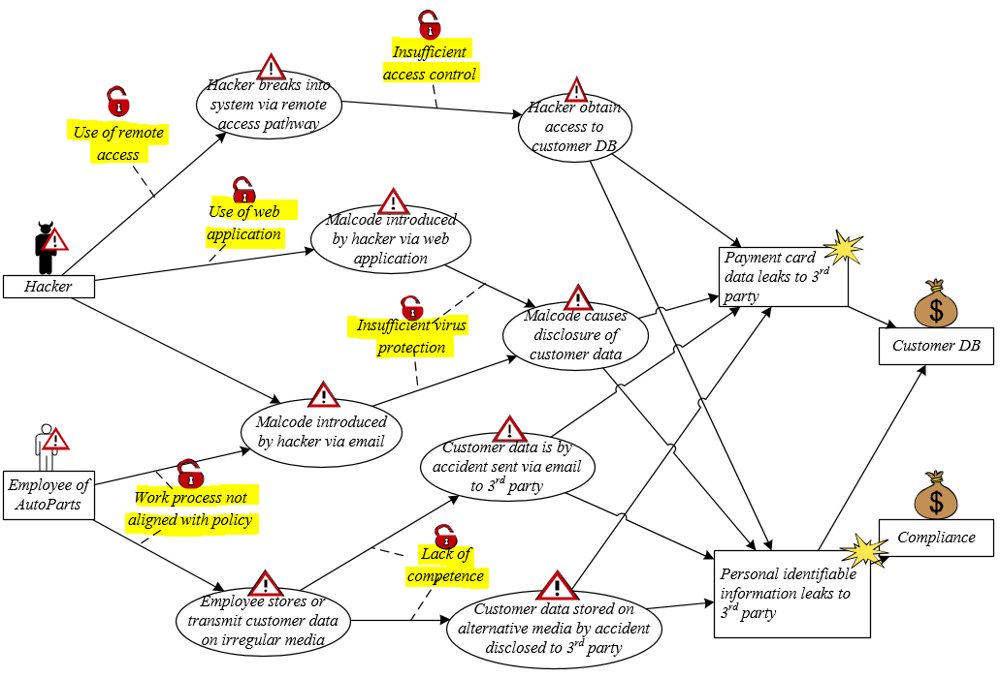 Insufficient
access control
Hacker breaks into
system via remote
access pathway
Hacker obtain
access to
customer DB
Use of remote
access
Use of web
application
Malcode introduced
by hacker via web
application
Payment card
data leaks to 3rd
party
Hacker
Insufficient virus
protection
Malcode causes
disclosure of
customer data
$
Customer DB
Malcode introduced
by hacker via email
Customer data is by
accident sent via email
to 3rd party
Employee of
AutoParts
Work process not
aligned with policy
$
Compliance
Lack of
competence
Personal identifiable
information leaks to
3rd party
Employee stores or
transmit customer data
on irregular media
Customer data stored on
alternative media by accident
disclosed to 3rd party